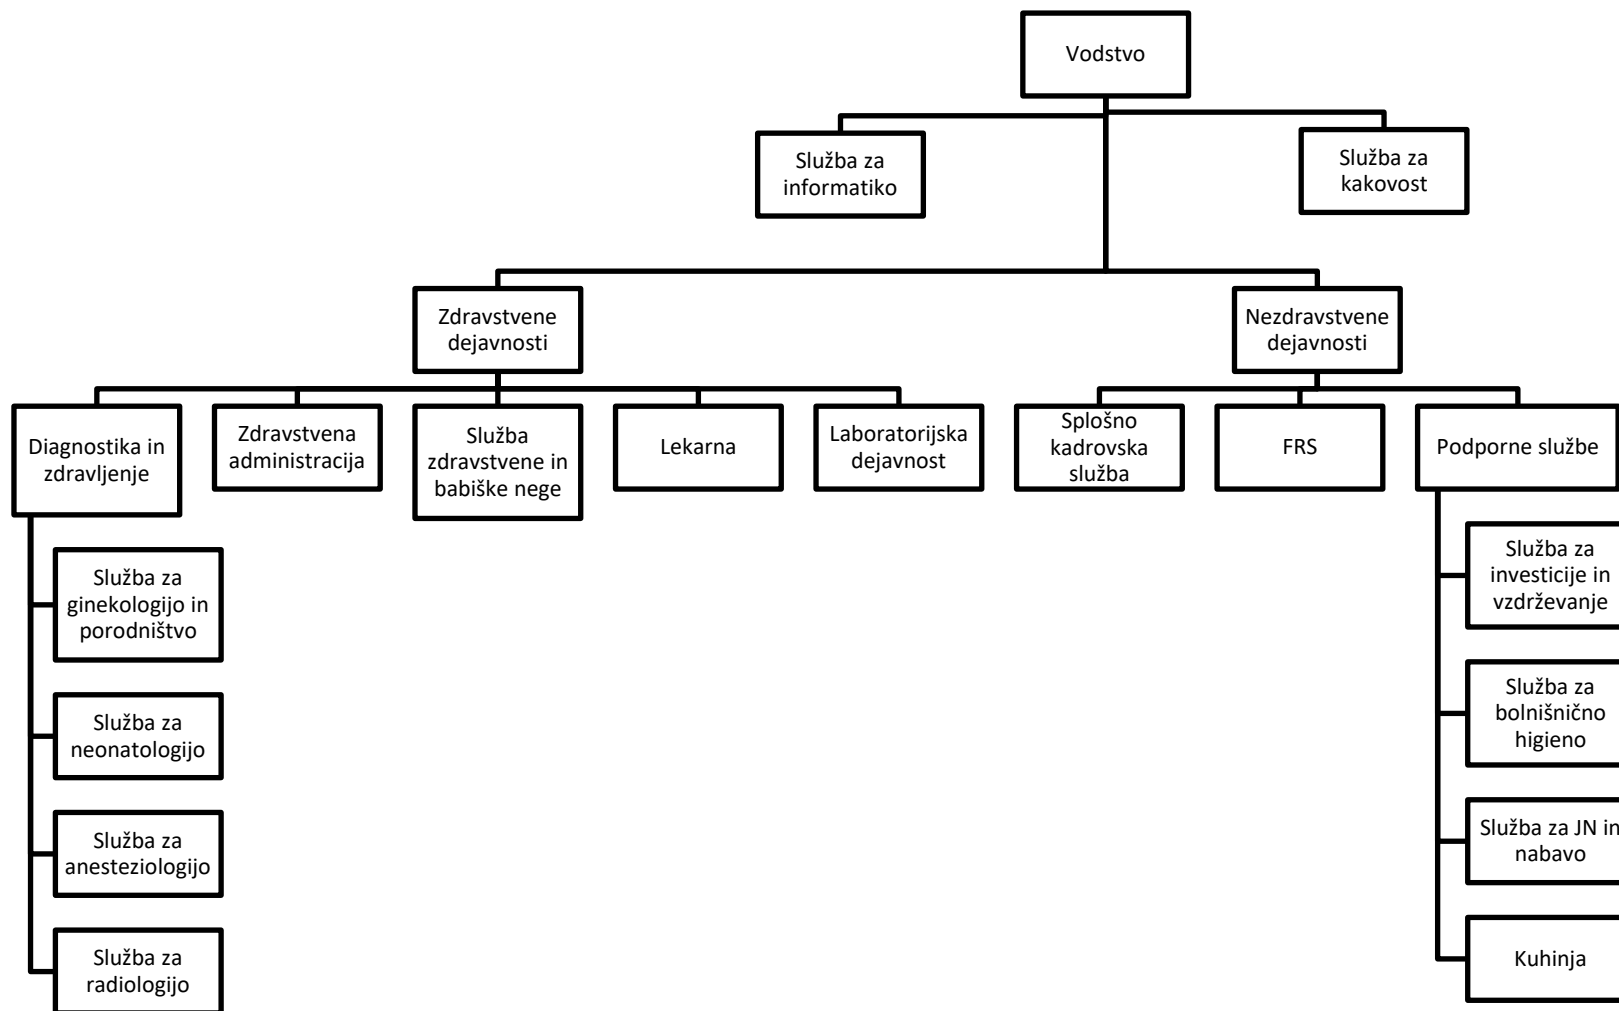 Vodstvo
Služba za
informatiko
Služba za
kakovost
Zdravstvene
dejavnosti
Nezdravstvene
dejavnosti
Diagnostika in
zdravljenje
Zdravstvena
administracija
Služba
zdravstvene in
babiške nege
Lekarna
Laboratorijska
dejavnost
Splošno
kadrovska
služba
FRS
Podporne službe
Služba za
ginekologijo in
porodništvo
Služba za
neonatologijo
Služba za
anesteziologijo
Služba za
radiologijo
Služba za
investicije in
vzdrževanje
Služba za
bolnišnično
higieno
Služba za JN in
nabavo
Kuhinja